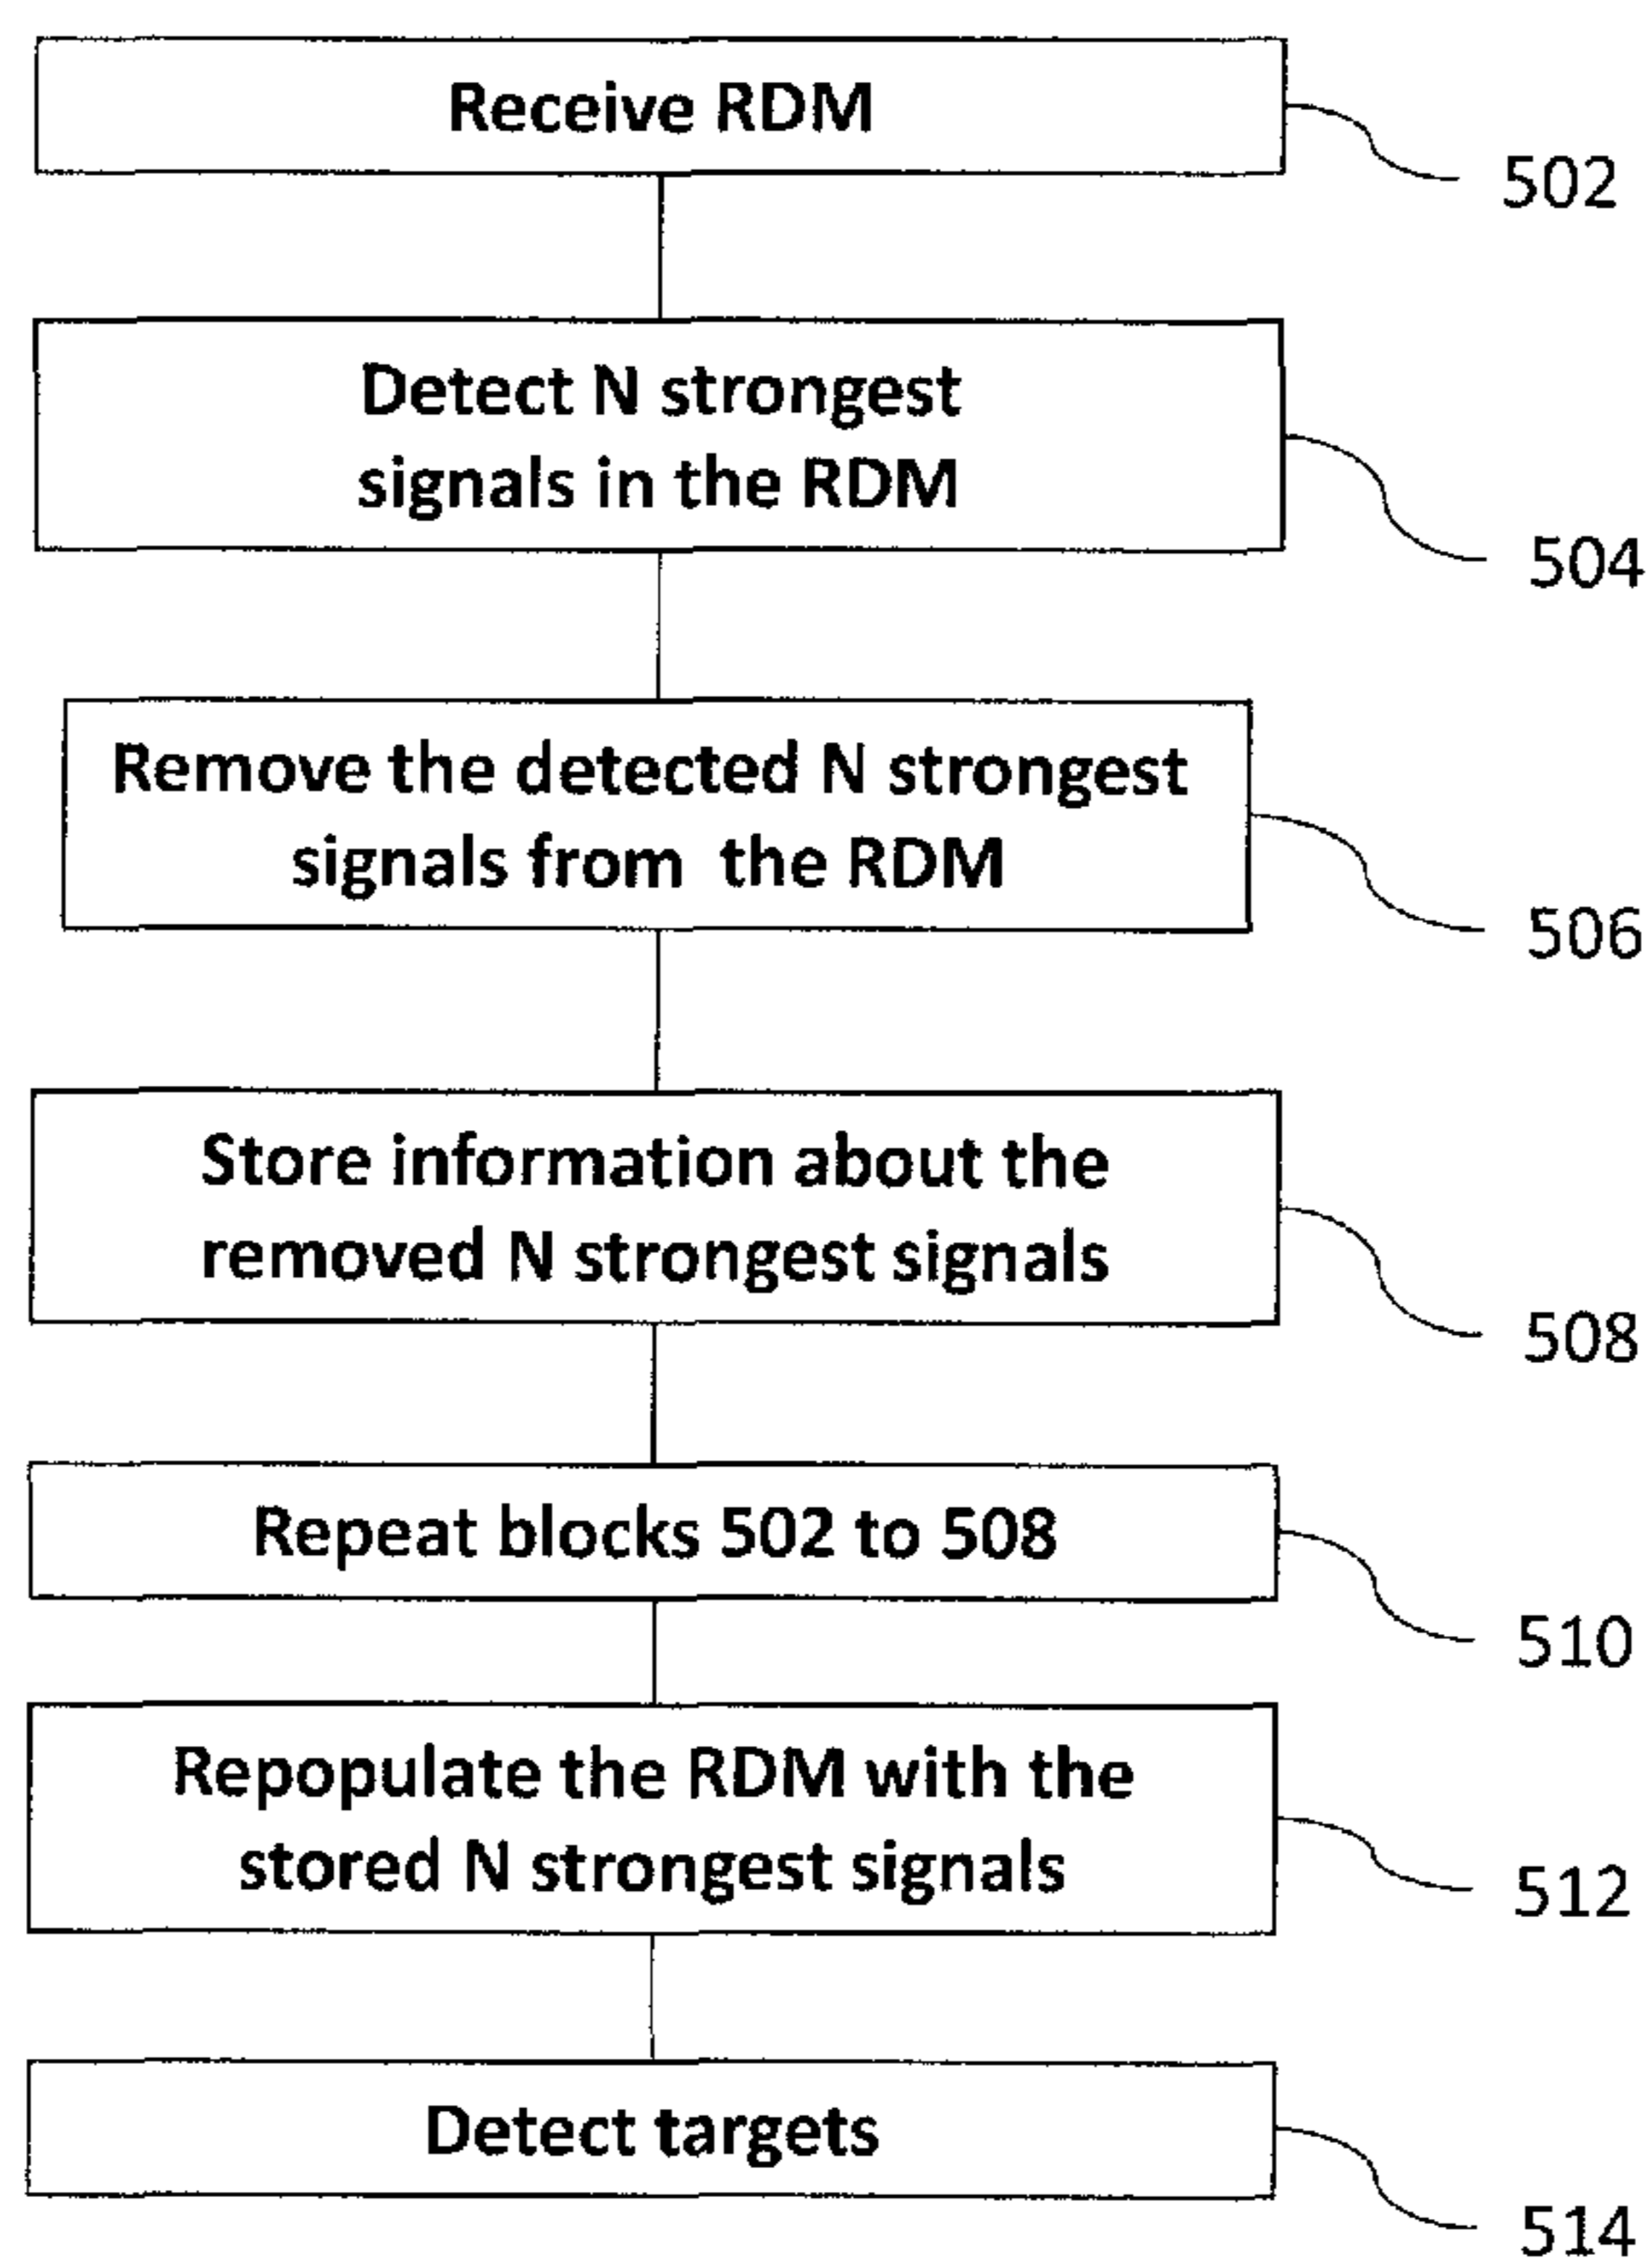 Receive RDM
502
Detect N strongest
signals in the RDM
504
Remove the detected N strongest
signals from the RDM
506
Store information about the
removed N strongest signals
508
Repeat blocks 502 to 508
510
Repopulate the RDM with the
stored N strongest signals
512
Detect targets
514